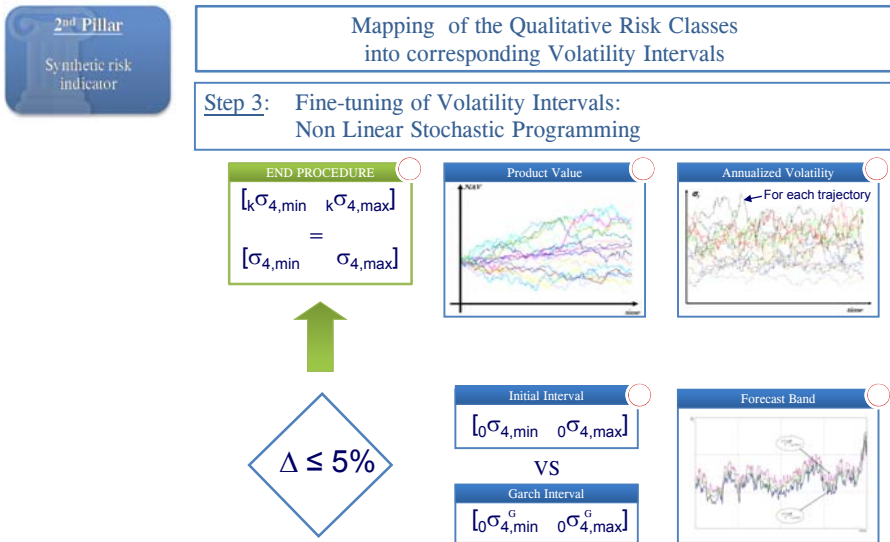 2nd Pillar
Synthetic risk
indicator
Mapping of the Qualitative Risk Classes
into corresponding Volatility Intervals
Step 3: Fine-tuning of Volatility Intervals:
Non Linear Stochastic Programming
END PROCEDURE
[kσ4,min kσ4,max]
=
[σ4,min σ4,max]
Product Value
NAV
time
Annualized Volatility
σt
For each trajectory
time
Δ ≤ 5%
Initial Interval
[0σ4,min 0σ4,max]
VS
Garch Interval
[0σG4,min 0σG4,max]
Forecast Band